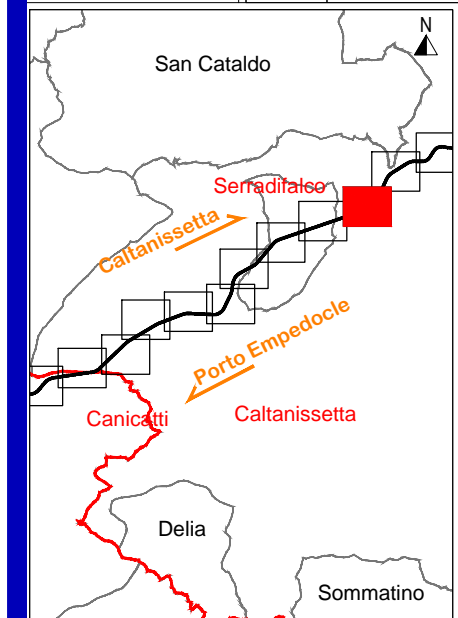 N
San Cataldo
Serradifalco
Caltanissetta
Porto Empedocle
Canicatti
Caltanissetta
Delia
Sommatino